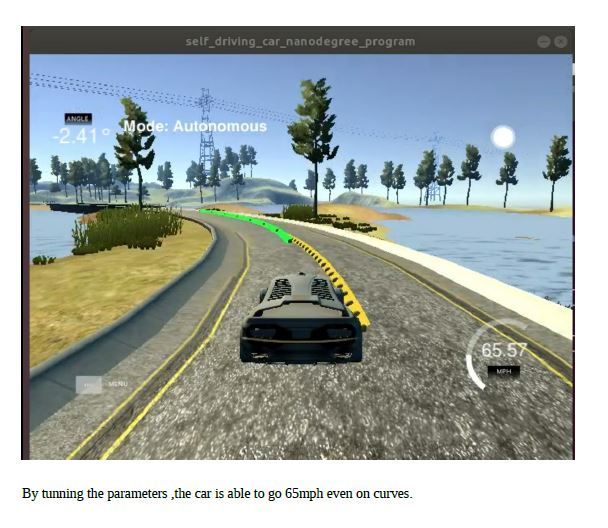 self_driving_car_nanodegree_program
ANGLE
-2.41°
Mode: Autonomous
65.57
MPH
MENU
By tunning the parameters ,the car is able to go 65mph even on curves.